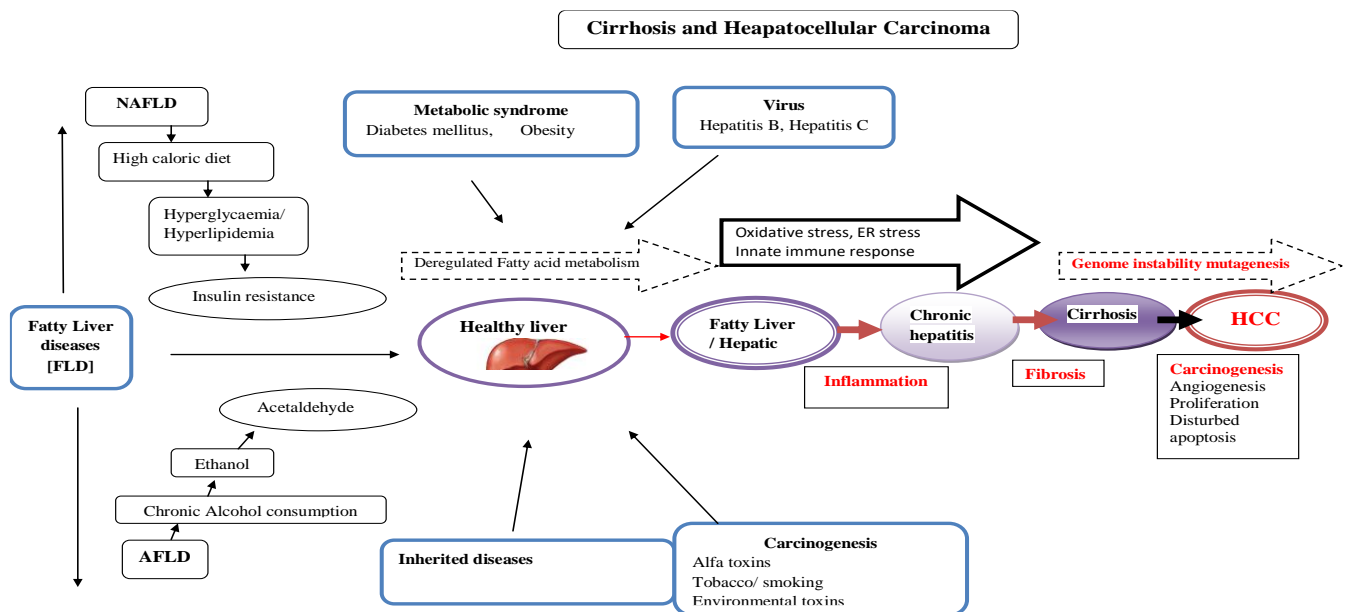 Cirrhosis and Heapatocellular Carcinoma
NAFLD
High caloric diet
Hyperglycaemia/
Hyperlipidemia
Insulin resistance
Metabolic syndrome
Diabetes mellitus, Obesity
Virus
Hepatitis B, Hepatitis C
Deregulated Fatty acid metabolism
Oxidative stress, ER stress
Innate immune response
Genome instability mutagenesis
Fatty Liver
diseases
[FLD]
Healthy liver
Fatty Liver
/ Hepatic
Chronic
hepatitis
Cirrhosis
HCC
Inflammation
Fibrosis
Carcinogenesis
Angiogenesis
Proliferation
Disturbed
apoptosis
Acetaldehyde
Ethanol
Chronic Alcohol consumption
AFLD
Inherited diseases
Carcinogenesis
Alfa toxins
Tobacco/ smoking
Environmental toxins